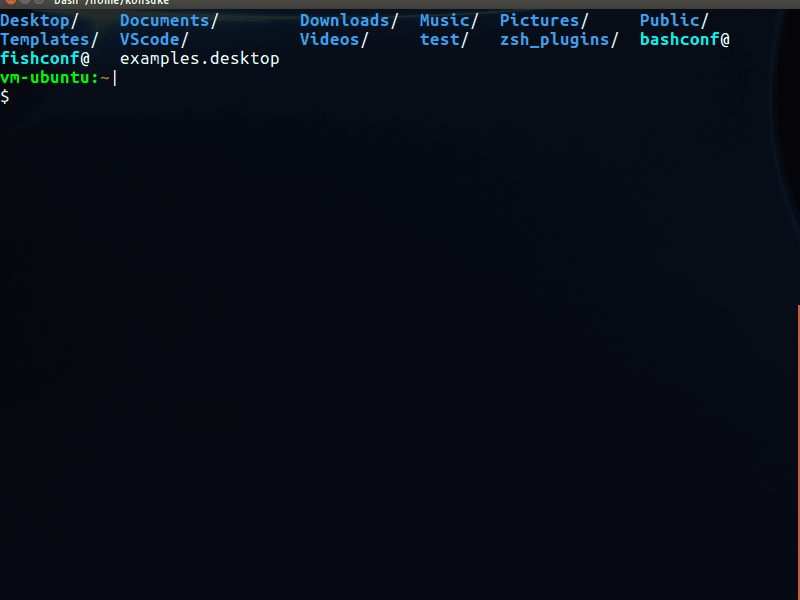 bash /home/konsuke
Desktop/ Documents/ Downloads/ Music/ Pictures/ Public/
Templates/ VScode/ Videos/ test/ zsh_plugins/ bashconf@
fishconf@ examples.desktop
vm-ubuntu:~|
$